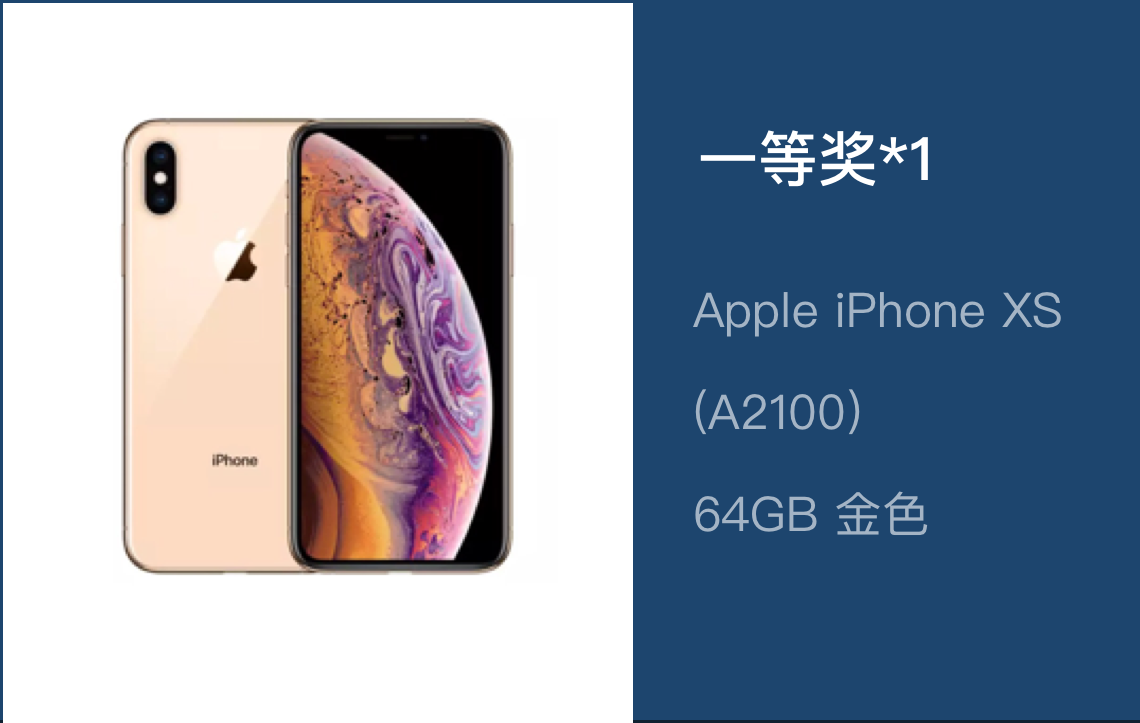 iPhone
一等奖*1
Apple iPhone XS
(A2100)
64GB 金色